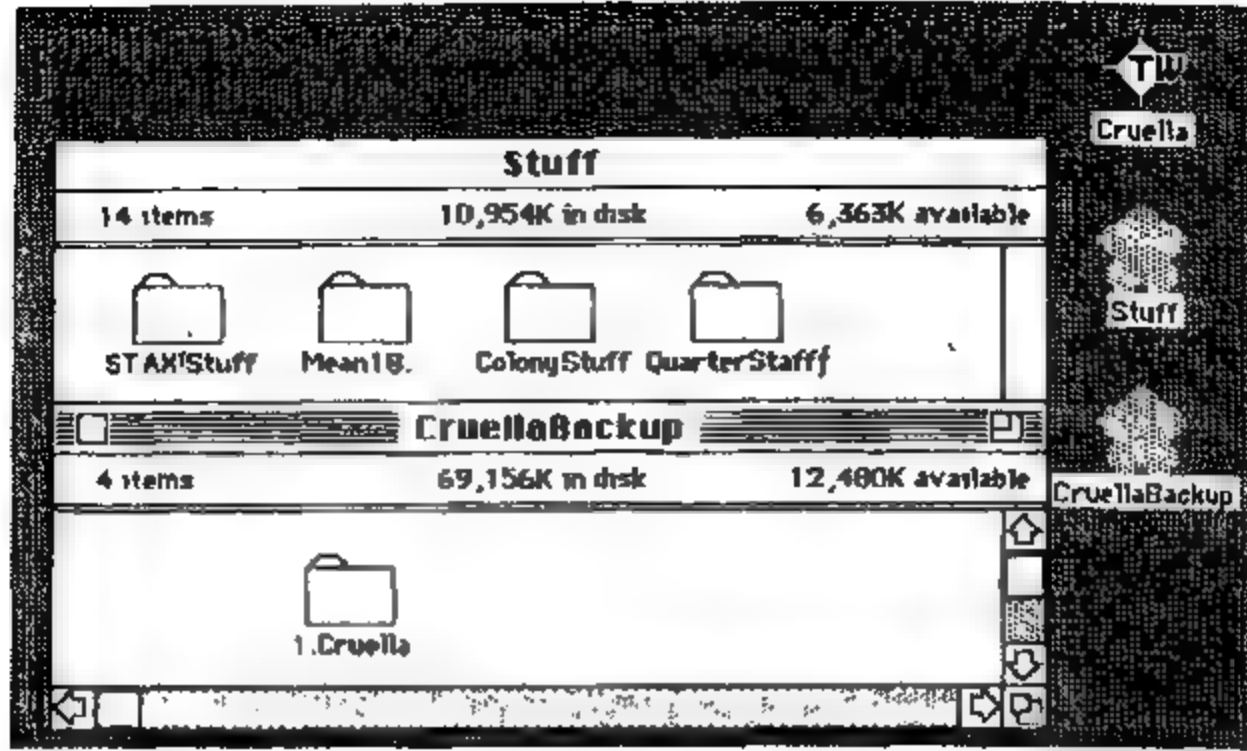 TW
Cruella
Stuff
14 items 10,954K in disk 6,363K available
Stuff
STAX!Stuff Mean18. ColonyStuff QuarterStaffƒ
CruellaBackup
4 items 69,156K in disk 12,480K available
CruellaBackup
1.Cruella